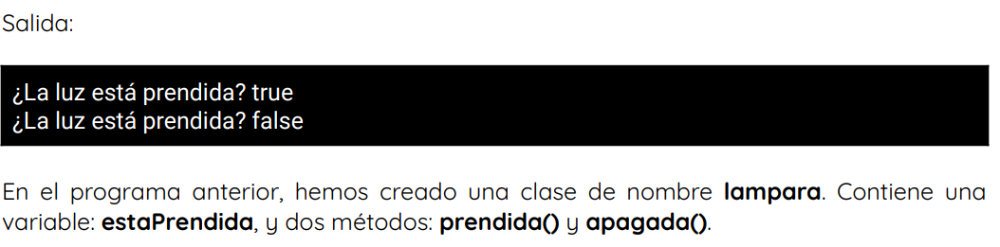 Salida:
¿La luz está prendida? true
¿La luz está prendida? false
En el programa anterior, hemos creado una clase de nombre lampara. Contiene una
variable: estaPrendida, y dos métodos: prendida() y apagada().